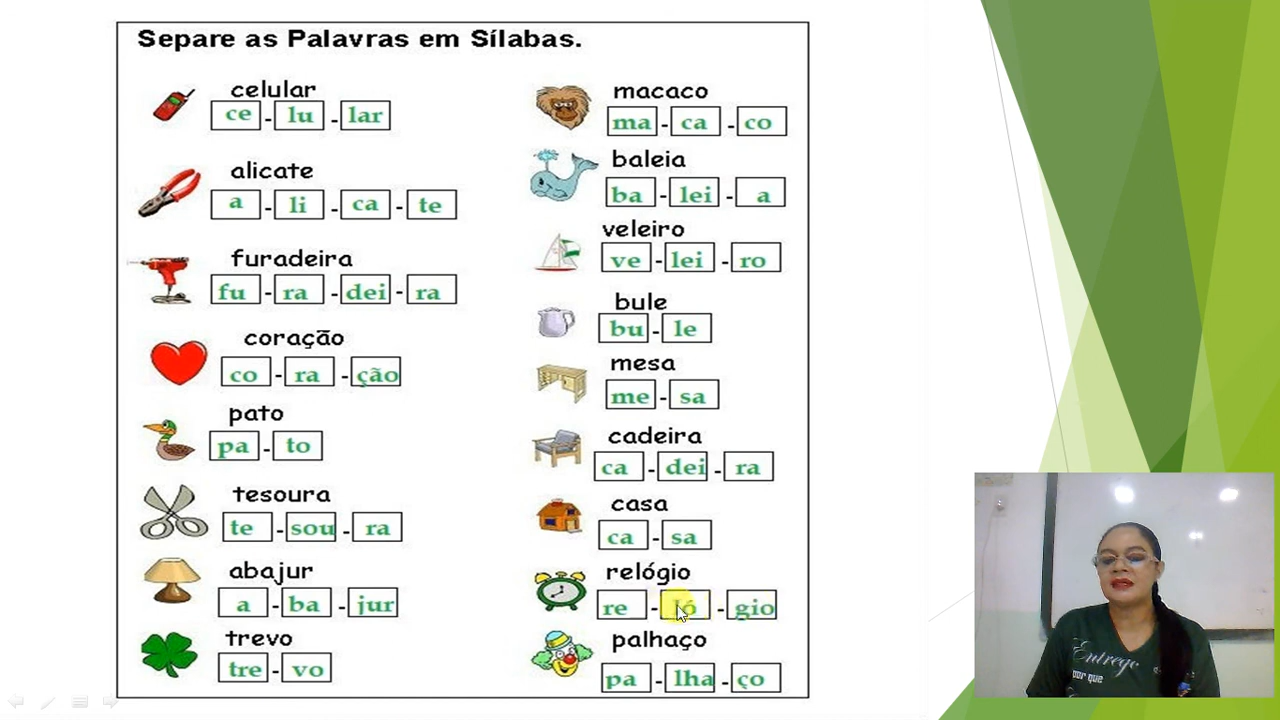 Separe as Palavras em Sílabas.
celular
ce - lu - lar
alicate
a - li - ca - te
furadeira
fu - ra - dei - ra
coração
co - ra - ção
pato
pa - to
tesoura
te - sou - ra
abajur
a - ba - jur
trevo
tre - vo
macaco
ma - ca - co
baleia
ba - lei - a
veleiro
ve - lei - ro
bule
bu - le
mesa
me - sa
cadeira
ca - dei - ra
casa
ca - sa
relógio
re - ló - gio
palhaço
pa - lha - ço
Entrego
por que